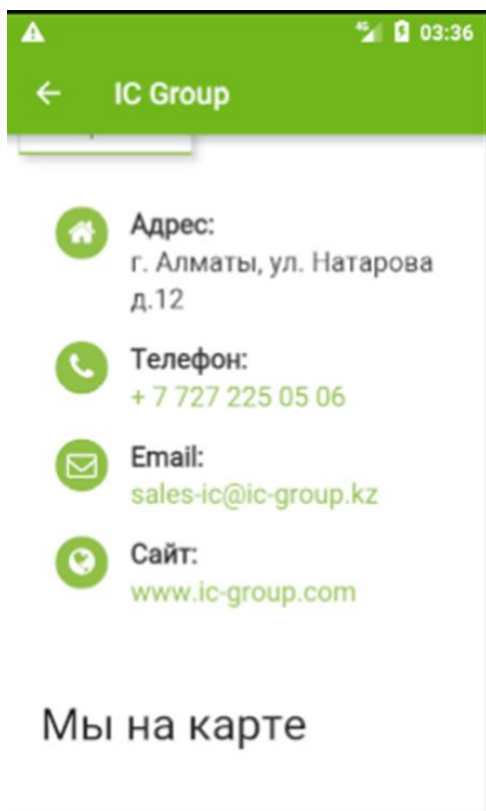 4G 03:36
IC Group
Адрес:
г. Алматы, ул. Натарова
д.12
Телефон:
+ 7 727 225 05 06
Email:
sales-ic@ic-group.kz
Сайт:
www.ic-group.com
Мы на карте